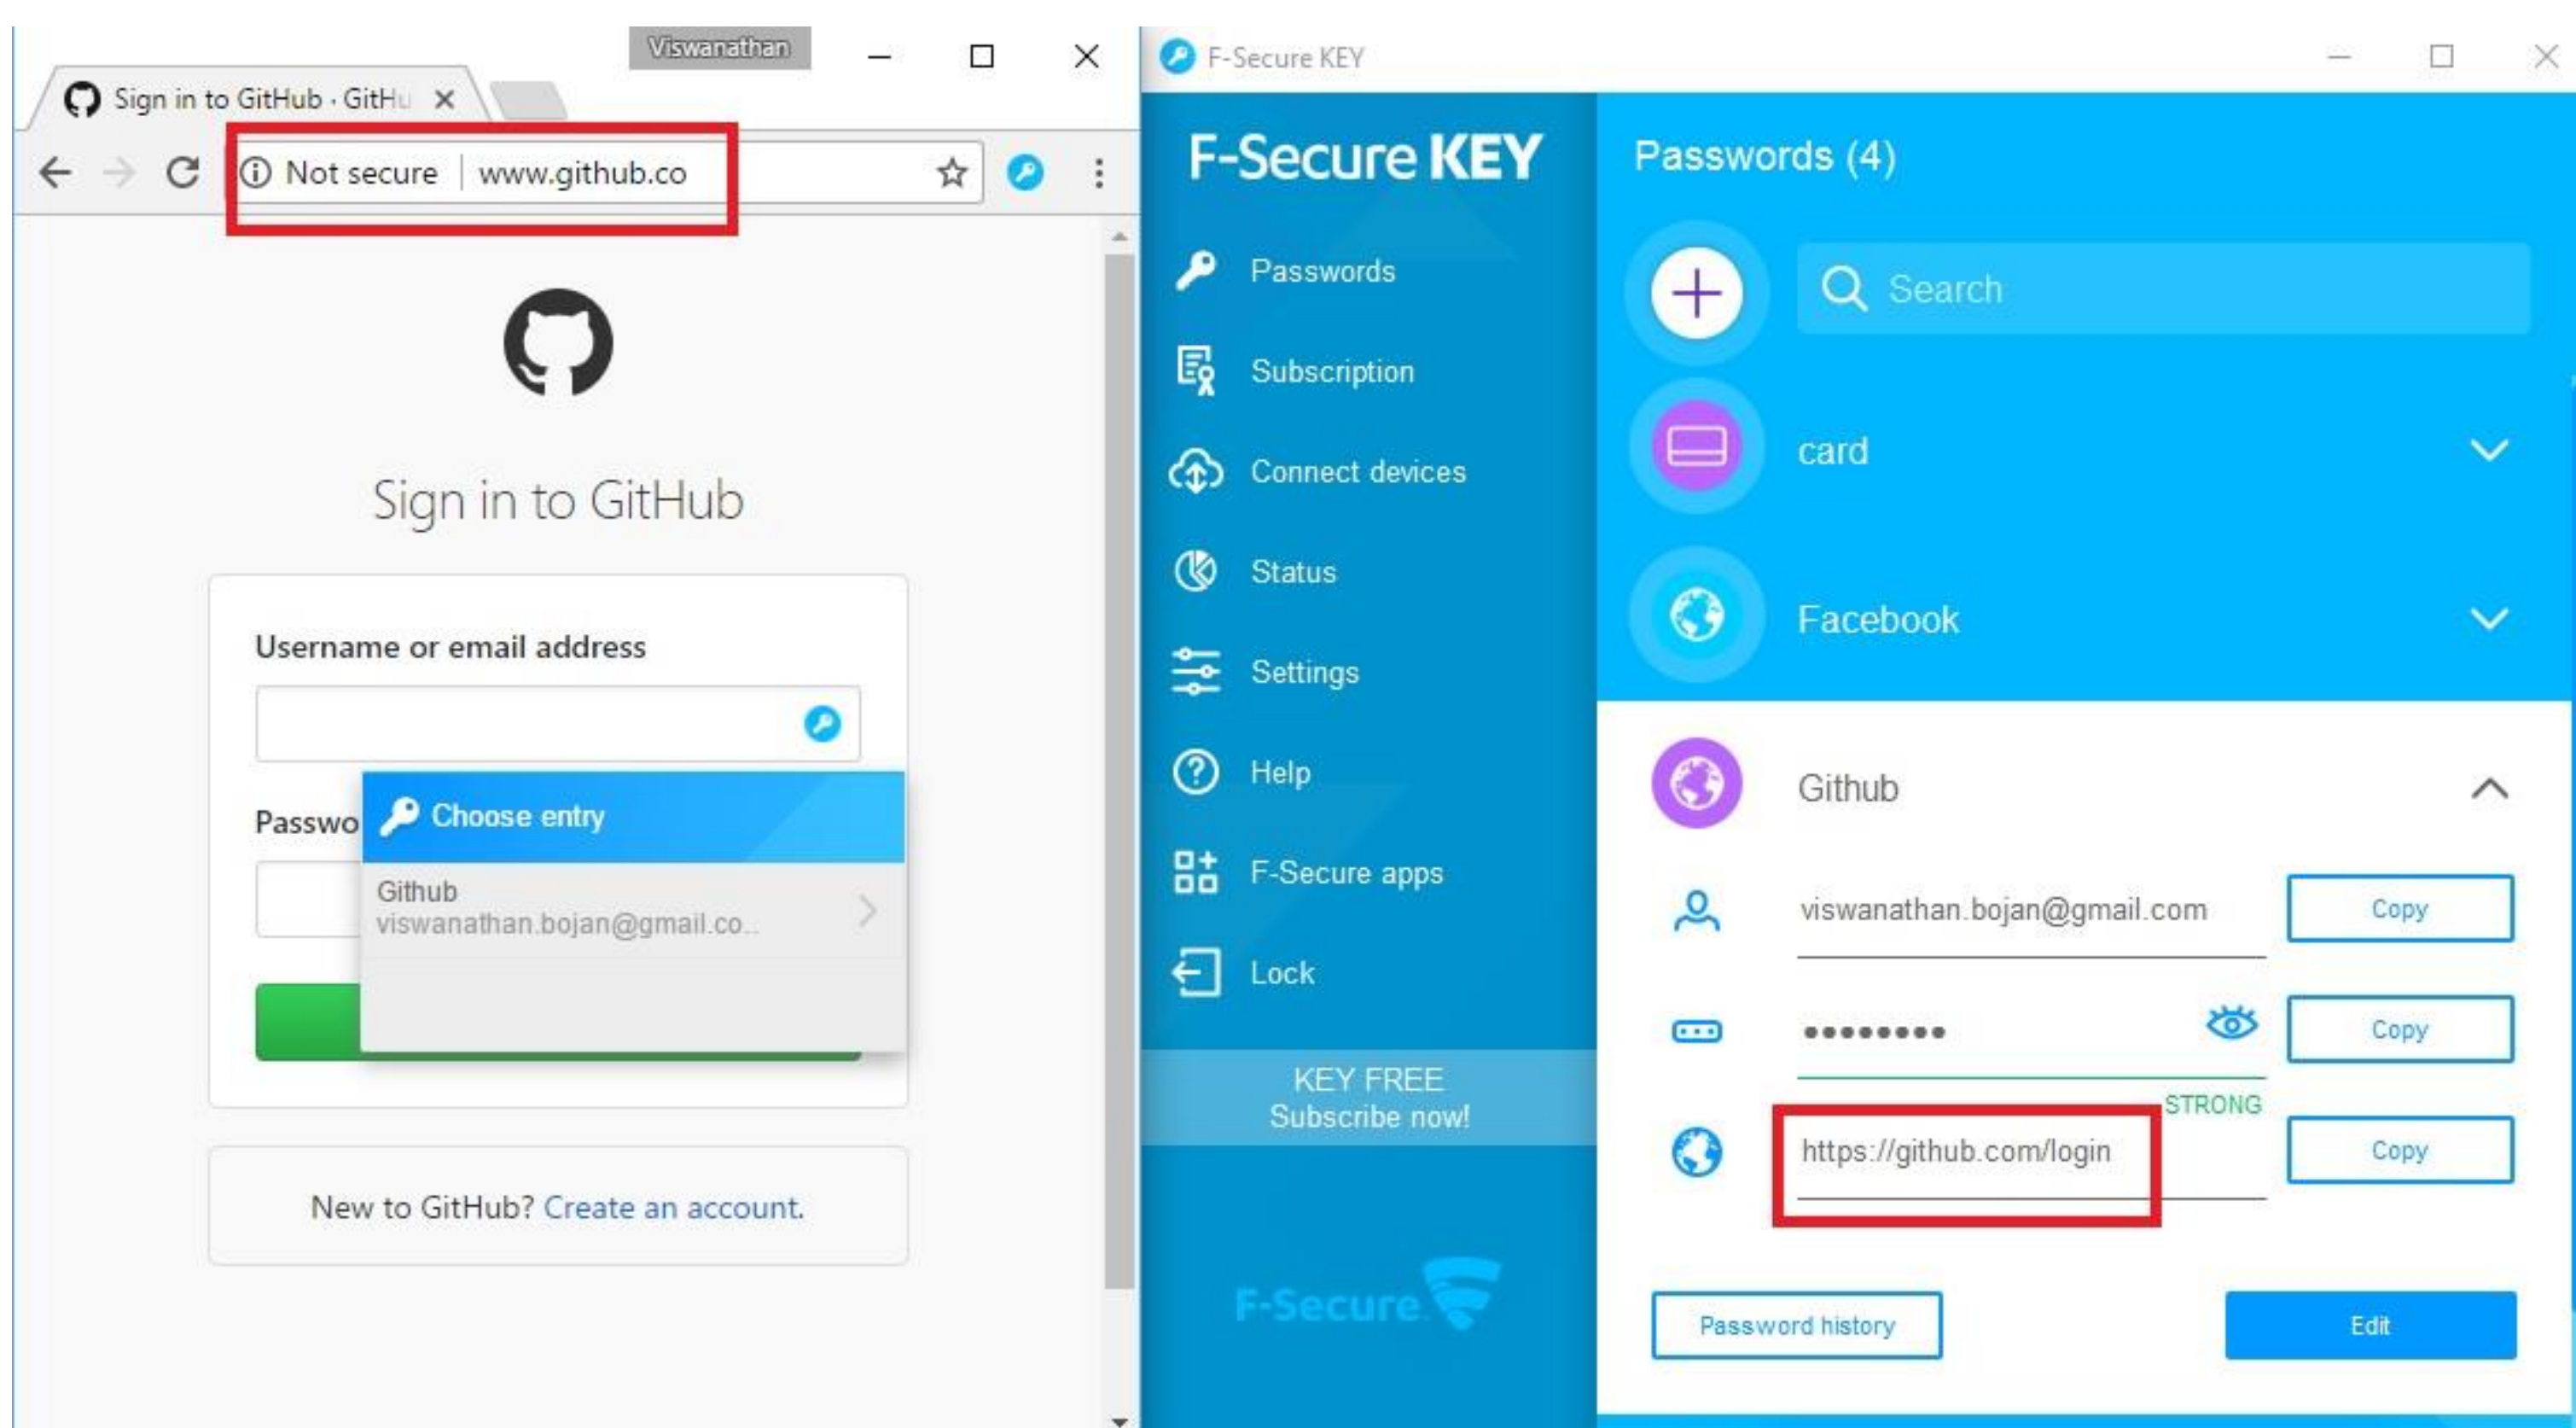 Viswanathan
Sign in to GitHub · GitHu
Not secure | www.github.co
Sign in to GitHub
Username or email address
Passwo
Choose entry
Github
viswanathan.bojan@gmail.co..
New to GitHub? Create an account.
F-Secure KEY
F-Secure KEY
Passwords
Subscription
Connect devices
Status
Settings
Help
F-Secure apps
Lock
KEY FREE
Subscribe now!
F-Secure
Passwords (4)
Search
card
Facebook
Github
viswanathan.bojan@gmail.com
Copy
Copy
STRONG
https://github.com/login
Copy
Password history
Edit